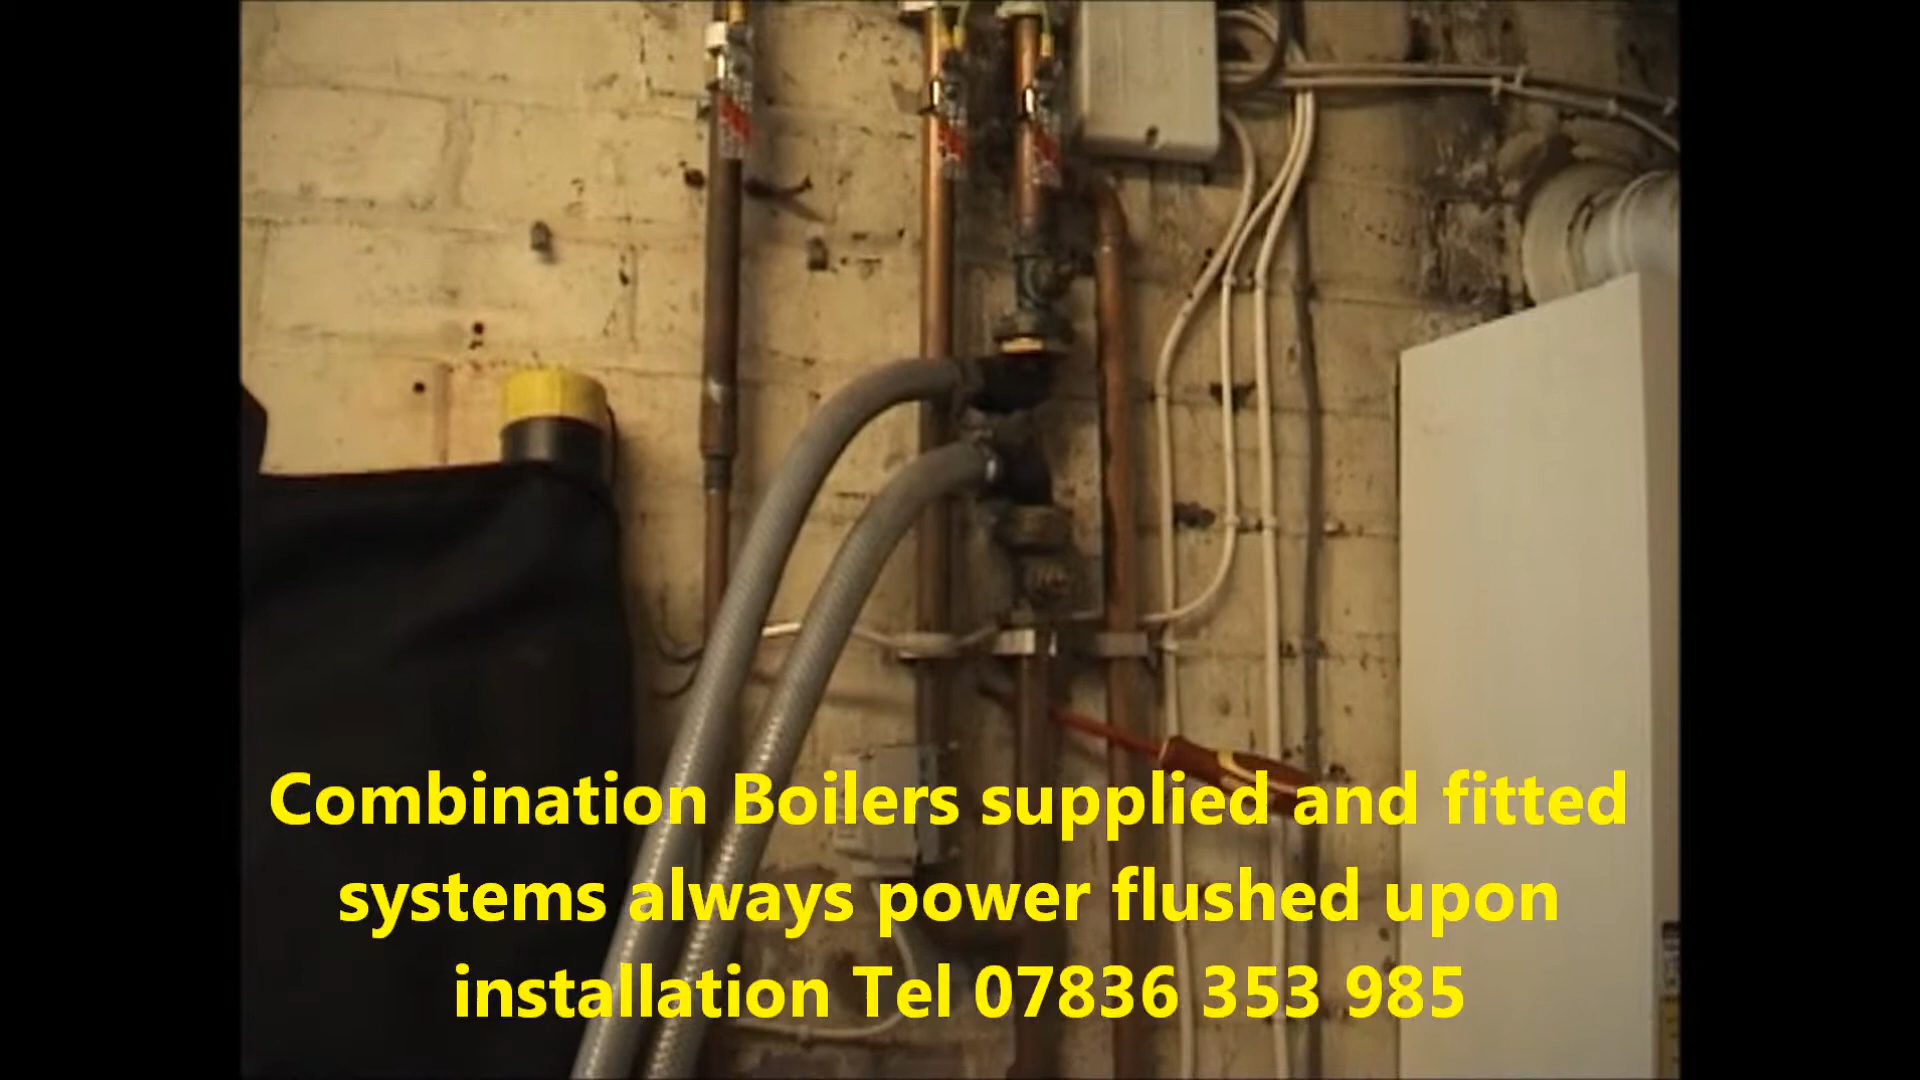 Combination Boilers supplied and fitted
systems always power flushed upon
installation Tel 07836 353 985